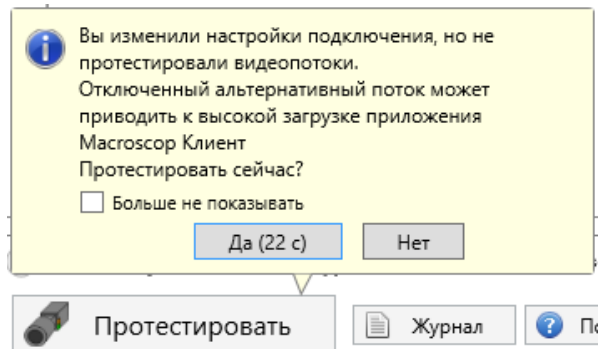 Вы изменили настройки подключения, но не
протестировали видеопотоки.
Отключенный альтернативный поток может
приводить к высокой загрузке приложения
Macroscop Клиент
Протестировать сейчас?
Больше не показывать
Да (22 с)
Нет
Протестировать
Журнал